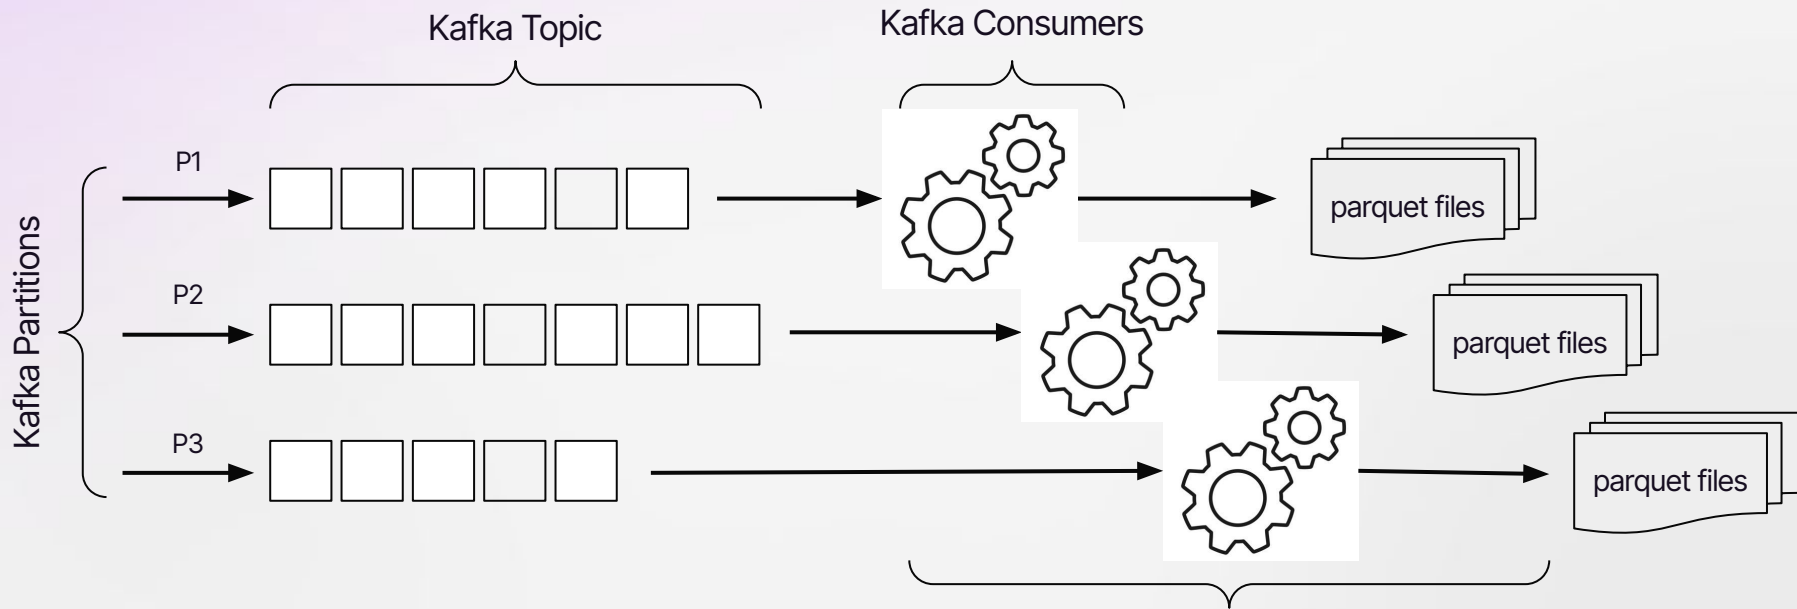 Kafka Topic
Kafka Consumers
Kafka Partitions
P1
parquet files
P2
parquet files
P3
parquet files